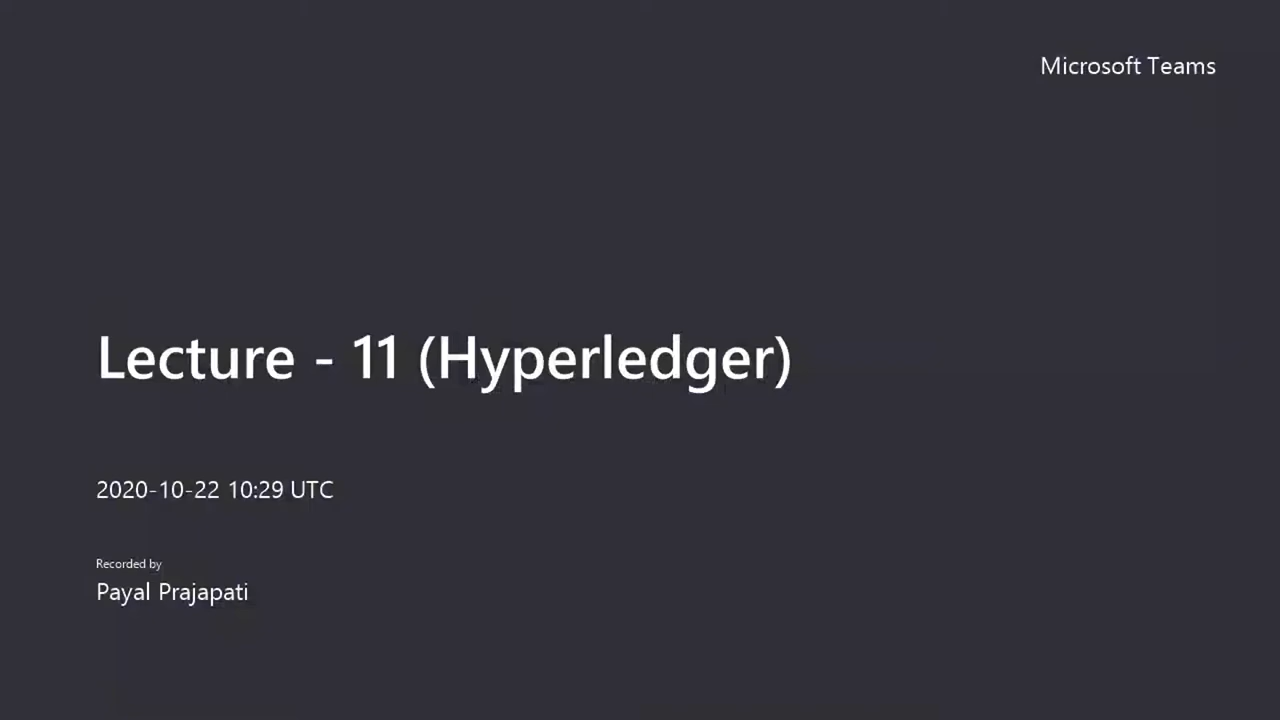 Microsoft Teams
Lecture - 11 (Hyperledger)
2020-10-22 10:29 UTC
Recorded by
Payal Prajapati